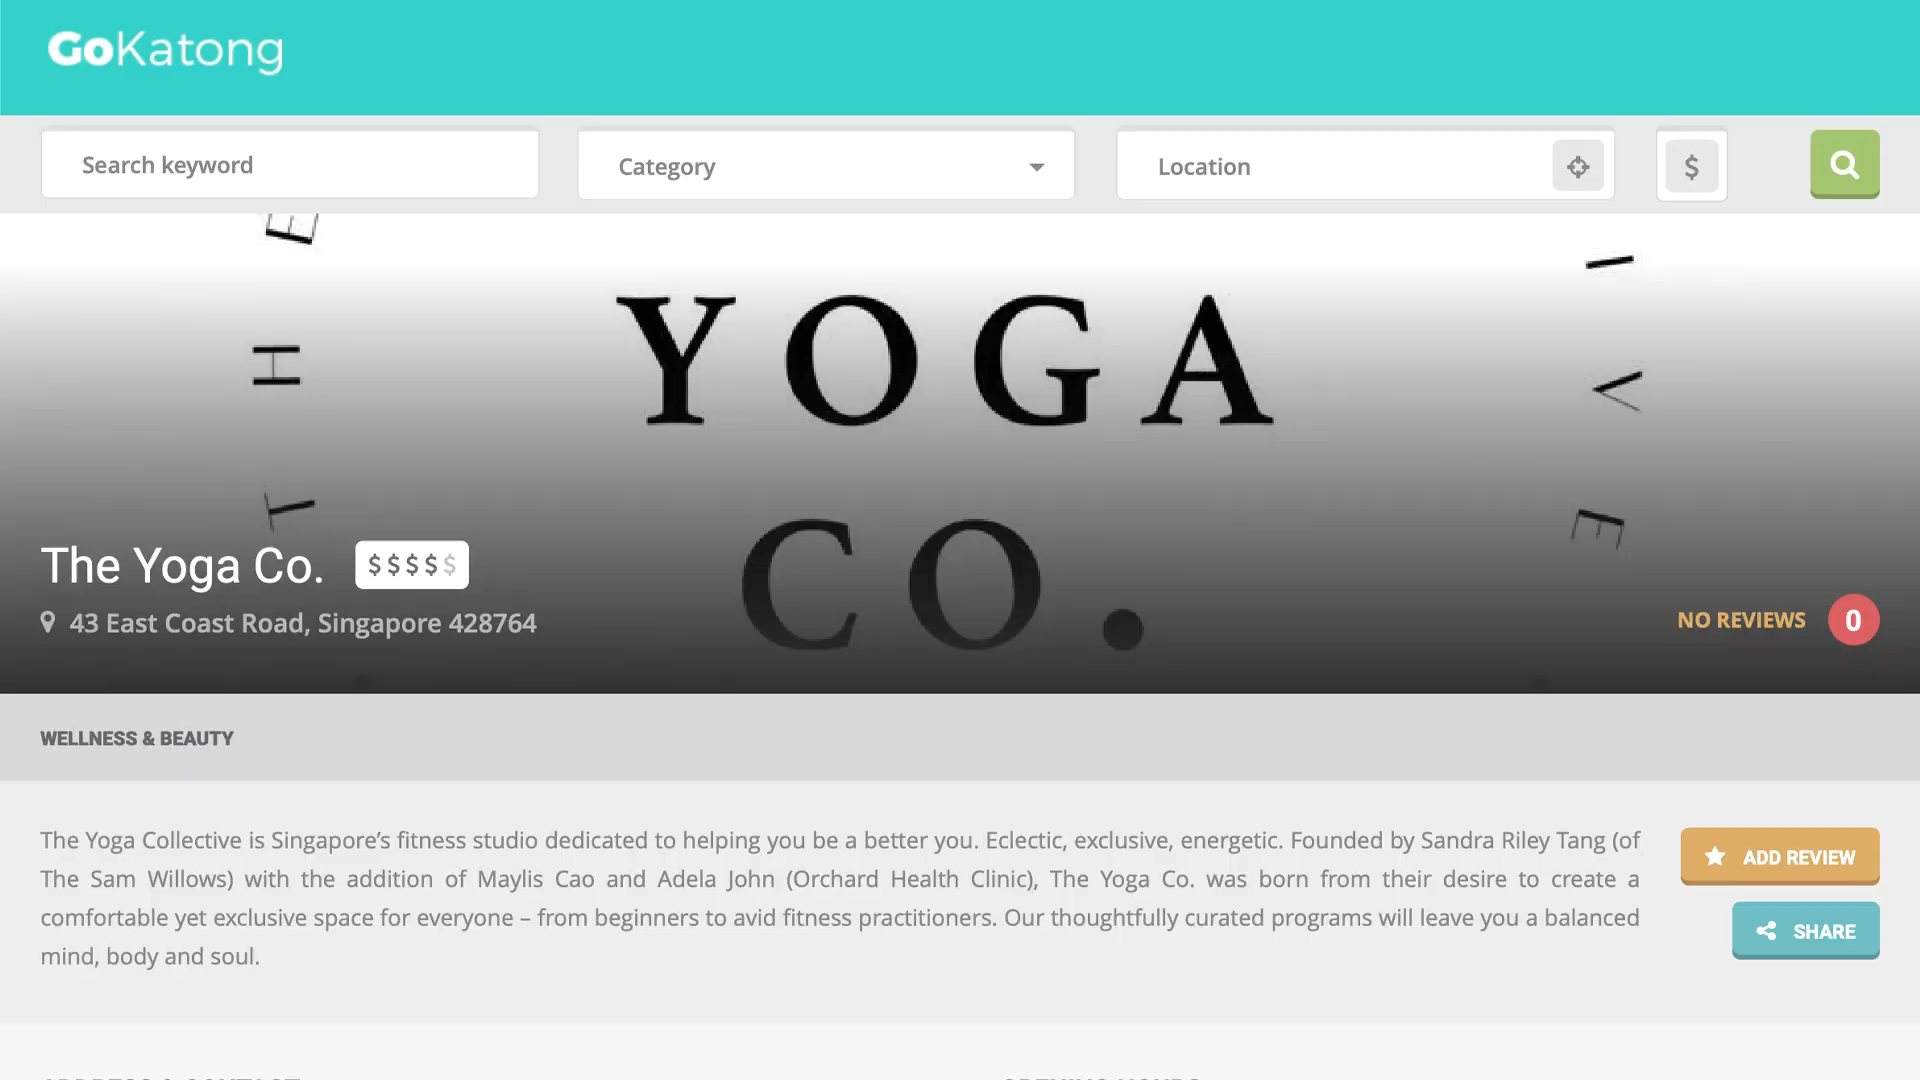 GoKatong
Search keyword
Category
Location
$
YOGA
CO.
The Yoga Co.
$$$$$
43 East Coast Road, Singapore 428764
NO REVIEWS
0
WELLNESS & BEAUTY
The Yoga Collective is Singapore’s fitness studio dedicated to helping you be a better you. Eclectic, exclusive, energetic. Founded by Sandra Riley Tang (of
The Sam Willows) with the addition of Maylis Cao and Adela John (Orchard Health Clinic), The Yoga Co. was born from their desire to create a
comfortable yet exclusive space for everyone – from beginners to avid fitness practitioners. Our thoughtfully curated programs will leave you a balanced
mind, body and soul.
ADD REVIEW
SHARE